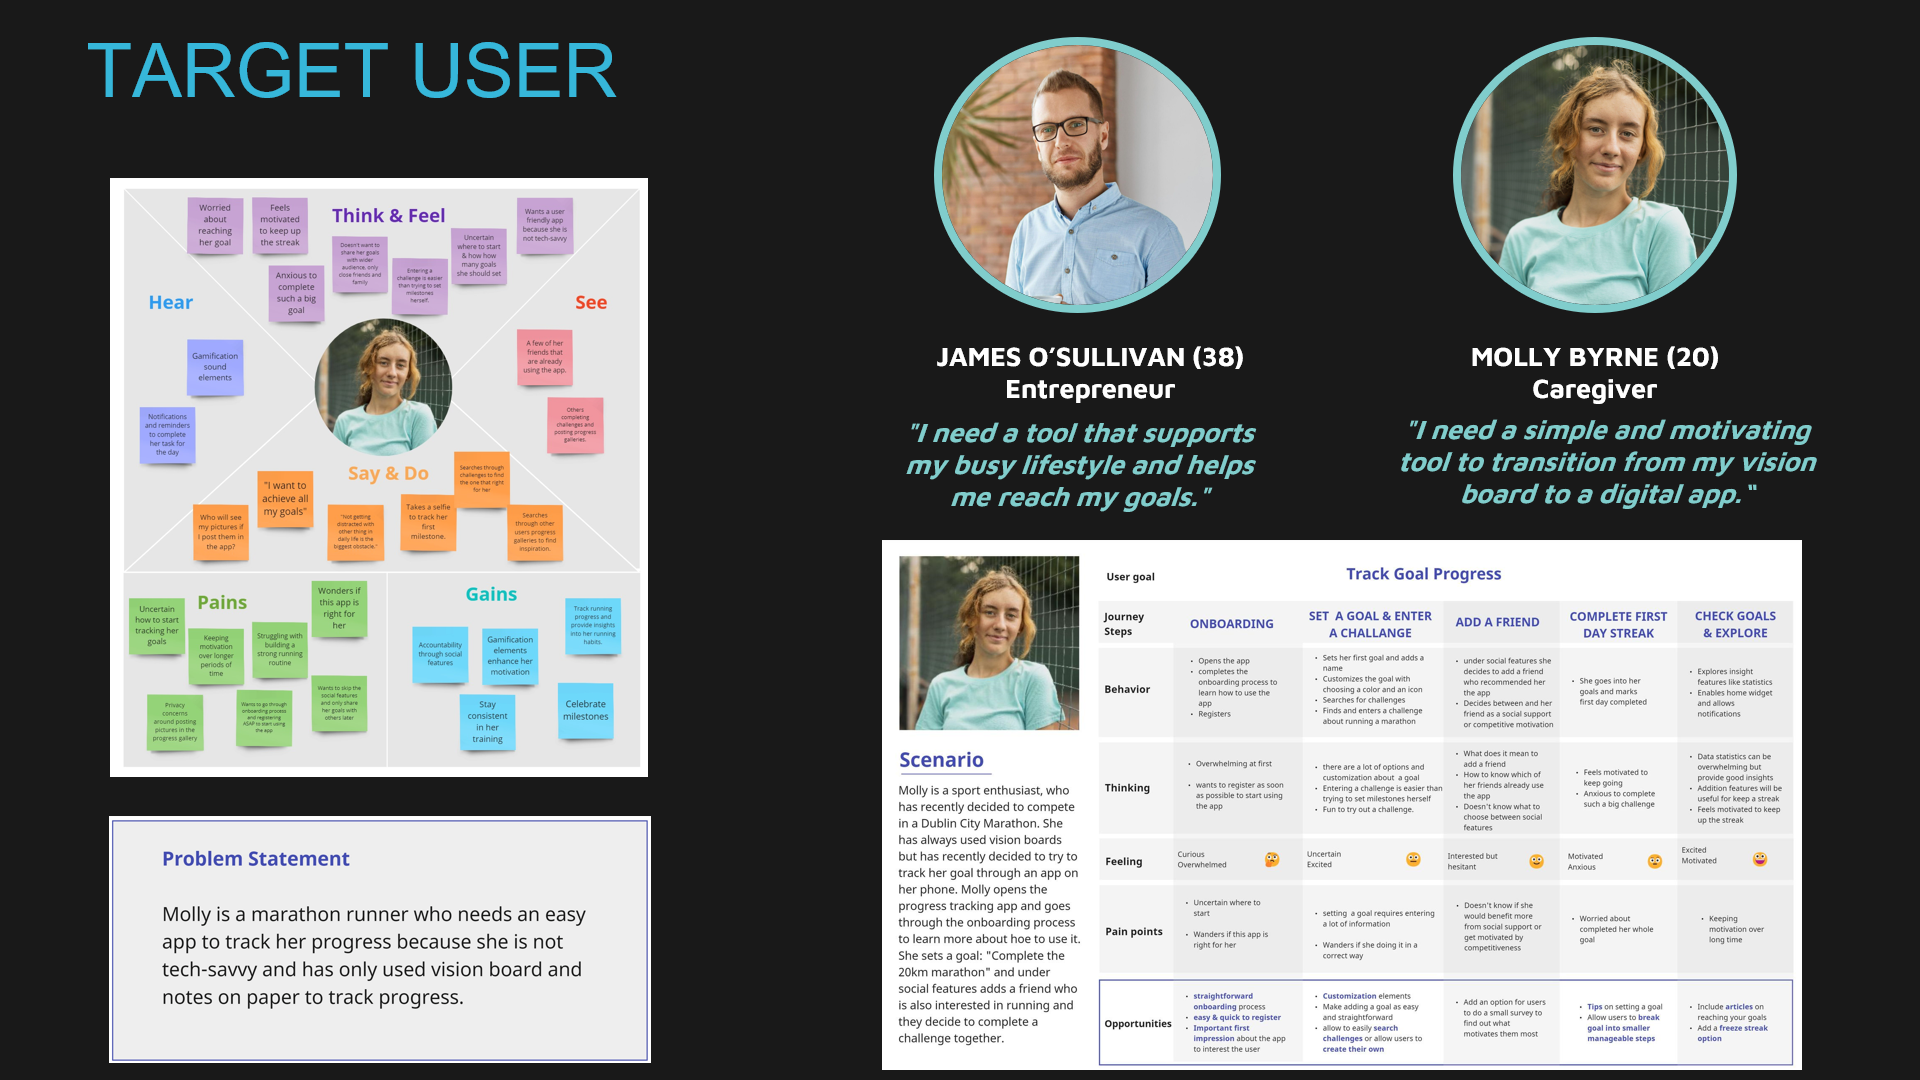 TARGET USER
Think & Feel
Worried
about
reaching
her goal
Feels
motivated
to keep up
the streak
Anxious to
complete
such a big
goal
Doesn't want to
share her goals
with wider
audience, only
close friends and
family
Entering a
challenge is easier
than trying to set
milestones
herself.
Uncertain
where to start
& how how
many goals
she should set
Wants a user
friendly app
because she is
not tech-savvy
Hear
Gamification
sound
elements
Notifications
and reminders
to complete
her task for
the day
See
A few of her
friends that
are already
using the app.
Others
completing
challenges and
posting progress
galleries.
Say & Do
Who will see
my pictures if
I post them in
the app?
"I want to
achieve all
my goals"
"Not getting
distracted with
other thing in
daily life is the
biggest obstacle."
Takes a selfie
to track her
first
milestone.
Searches through
challenges to find
the one that right
for her
Searches
through other
users progress
galleries to find
inspiration.
Pains
Uncertain
how to start
tracking her
goals
Keeping
motivation
over longer
periods of
time
Struggling with
building a
strong running
routine
Wonders if
this app is
right for
her
Privacy
concerns
around posting
pictures in the
progress gallery
Wants to go through
onboarding process
and registering
ASAP to start using
the app
Wants to skip the
social features
and only share
her goals with
others later
Gains
Accountability
through social
features
Gamification
elements
enhance her
motivation
Track running
progress and
provide insights
into her running
habits.
Stay
consistent
in her
training
Celebrate
milestones
Problem Statement
Molly is a marathon runner who needs an easy
app to track her progress because she is not
tech-savvy and has only used vision board and
notes on paper to track progress.
JAMES O’SULLIVAN (38)
Entrepreneur
"I need a tool that supports
my busy lifestyle and helps
me reach my goals."
MOLLY BYRNE (20)
Caregiver
"I need a simple and motivating
tool to transition from my vision
board to a digital app.“
Scenario
Molly is a sport enthusiast, who
has recently decided to compete
in a Dublin City Marathon. She
has always used vision boards
but has recently decided to try to
track her goal through an app on
her phone. Molly opens the
progress tracking app and goes
through the onboarding process
to learn more about hoe to use it.
She sets a goal: "Complete the
20km marathon" and under
social features adds a friend who
is also interested in running and
they decide to complete a
challenge together.
User goal
Track Goal Progress
Journey
Steps
ONBOARDING
SET A GOAL & ENTER
A CHALLANGE
ADD A FRIEND
COMPLETE FIRST
DAY STREAK
CHECK GOALS
& EXPLORE
Behavior
• Opens the app
• completes the
onboarding process to
learn how to use the
app
• Registers
• Sets her first goal and adds a
name
• Customizes the goal with
choosing a color and an icon
• Searches for challenges
• Finds and enters a challenge
about running a marathon
• under social features she
decides to add a friend
who recommended her
the app
• Decides between and her
friend as a social support
or competitive motivation
• She goes into her
goals and marks
first day completed
• Explores insight
features like statistics
• Enables home widget
and allows
notifications
Thinking
• Overwhelming at first
• wants to register as soon
as possible to start using
the app
• there are a lot of options and
customization about a goal
• Entering a challenge is easier than
trying to set milestones herself
• Fun to try out a challenge.
• What does it mean to
add a friend
• How to know which of
her friends already use
the app
• Doesn't know what to
choose between social
features
• Feels motivated to
keep going
• Anxious to complete
such a big challenge
• Data statistics can be
overwhelming but
provide good insights
• Addition features will be
useful for keep a streak
• Feels motivated to keep
up the streak
Feeling
Curious
Overwhelmed
Uncertain
Excited
Interested but
hesitant
Motivated
Anxious
Excited
Motivated
Pain points
• Uncertain where to
start
• Wanders if this app is
right for her
• setting a goal requires entering
a lot of information
• Wanders if she doing it in a
correct way
• Doesn't know if she
would benefit more
from social support or
get motivated by
competitiveness
• Worried about
completed her whole
goal
• Keeping
motivation over
long time
Opportunities
• straightforward
onboarding process
• easy & quick to register
• Important first
impression about the app
to interest the user
• Customization elements
• Make adding a goal as easy
and straightforward
• allow to easily search
challenges or allow users to
create their own
• Add an option for users
to do a small survey to
find out what
motivates them most
• Tips on setting a goal
• Allow users to break
goal into smaller
manageable steps
• Include articles on
reaching your goals
• Add a freeze streak
option